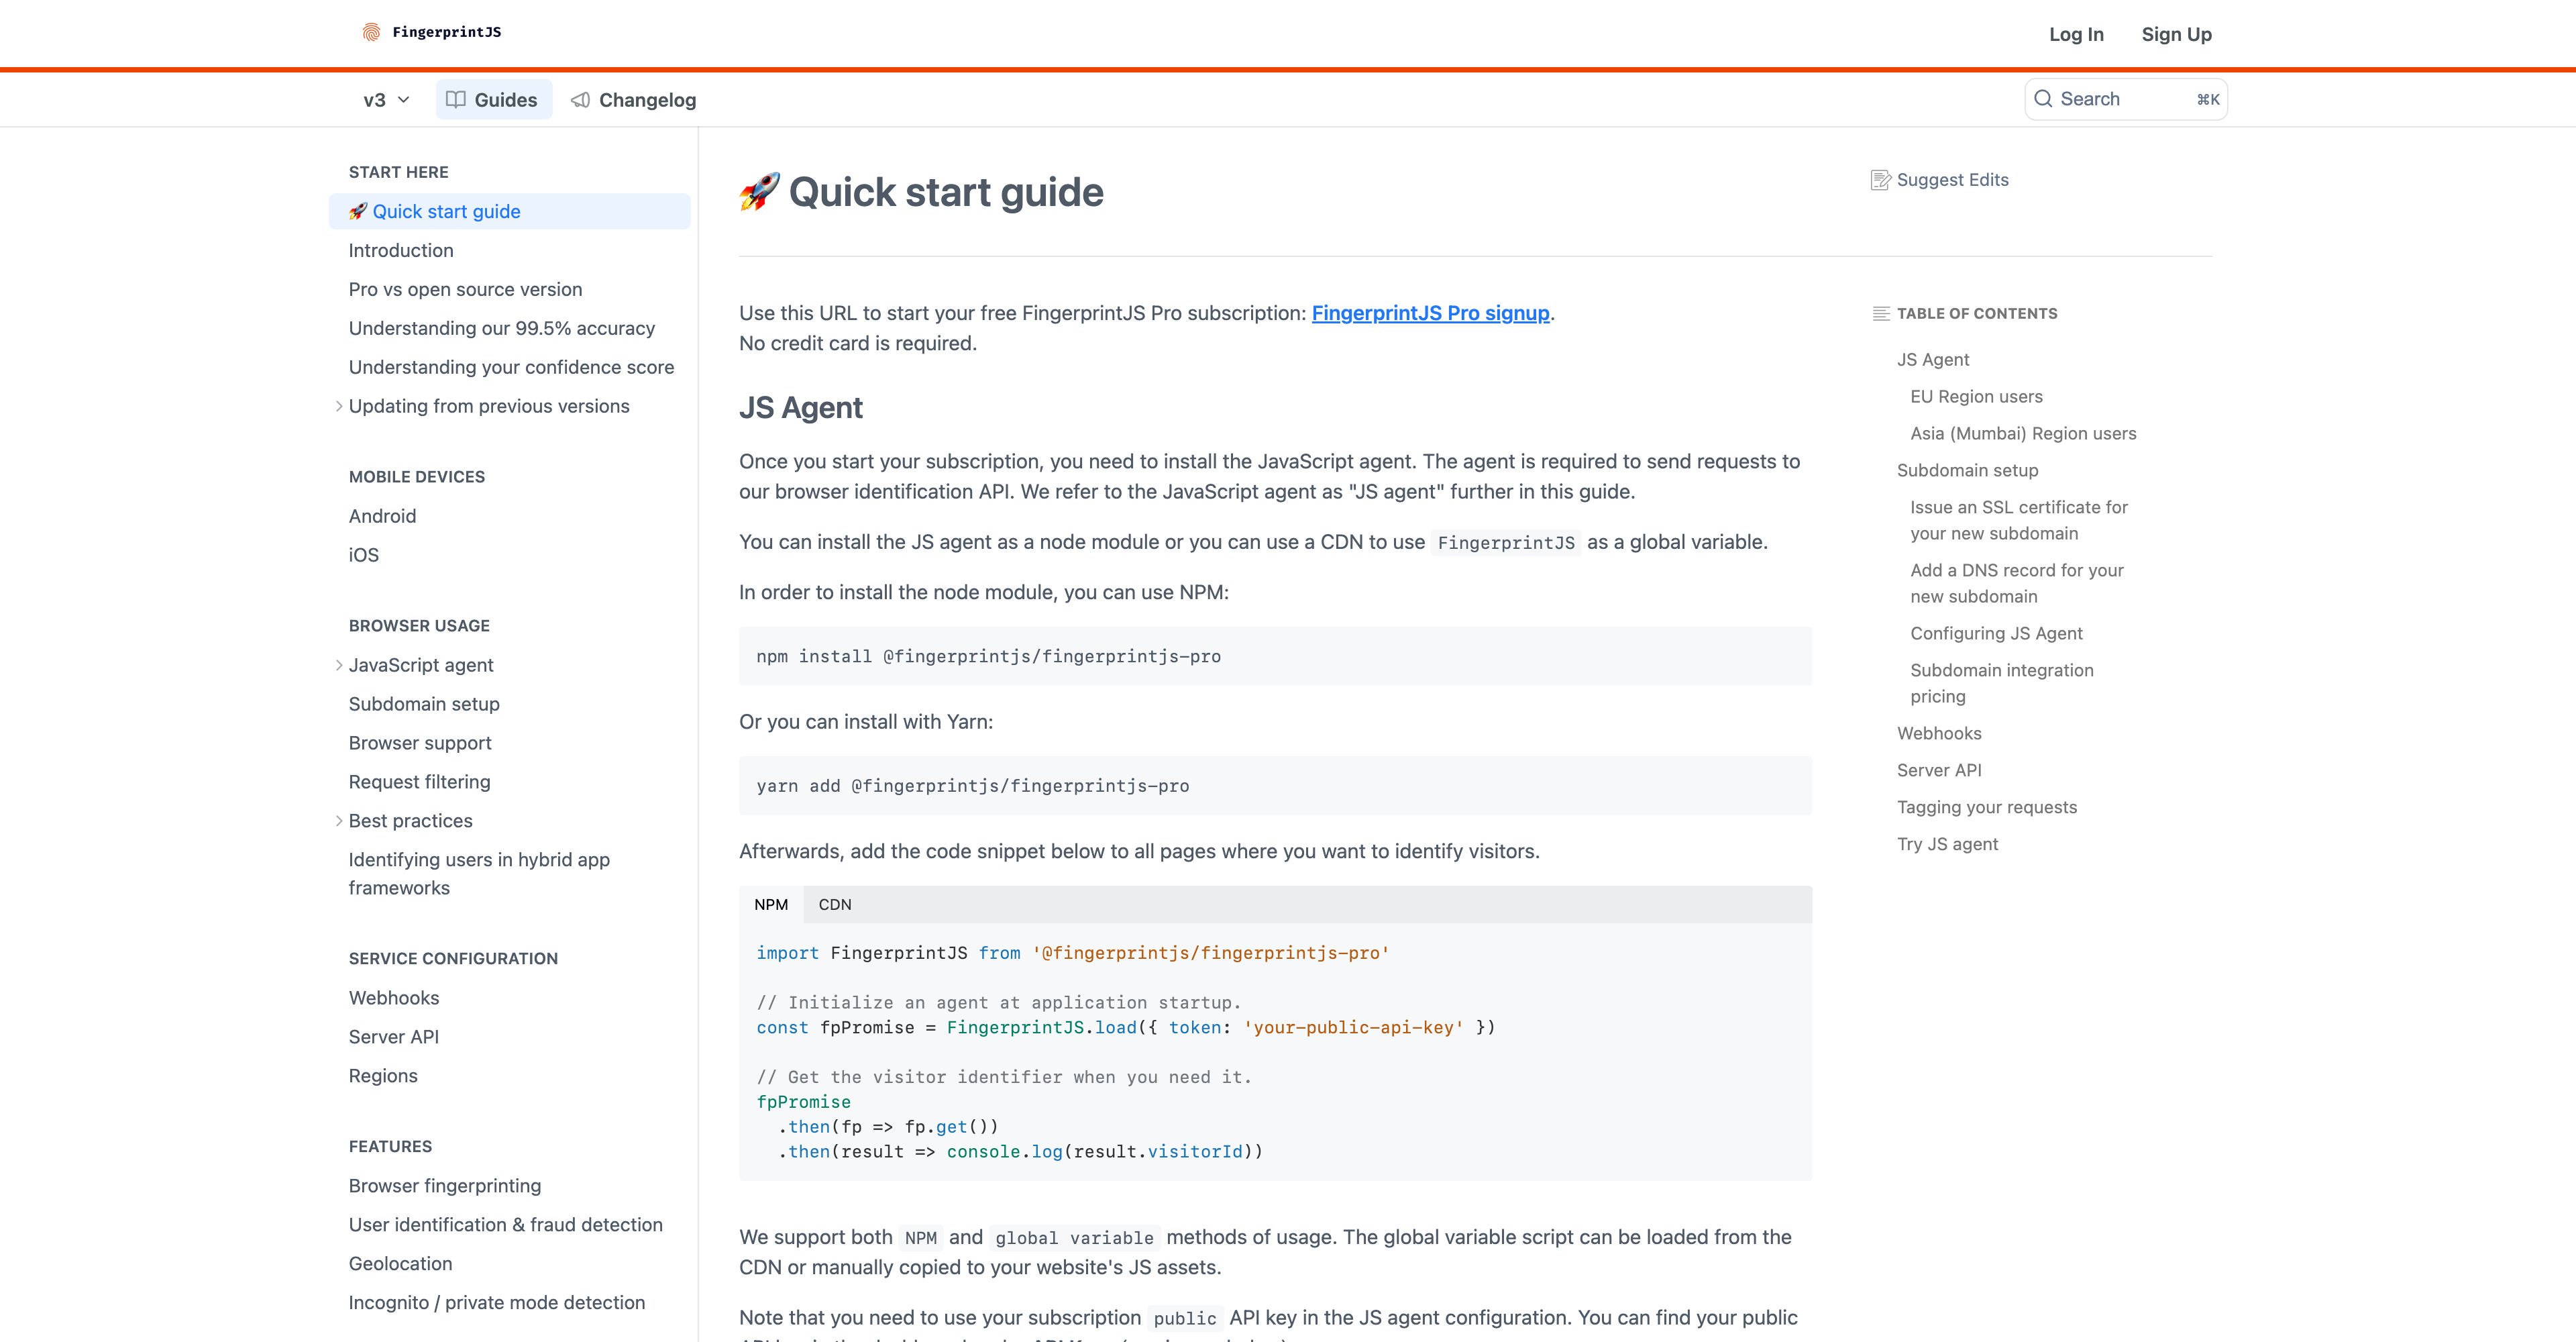 FingerprintJS
Log In
Sign Up
v3
Guides
Changelog
Search
⌘K
START HERE
🚀 Quick start guide
Introduction
Pro vs open source version
Understanding our 99.5% accuracy
Understanding your confidence score
Updating from previous versions
MOBILE DEVICES
Android
iOS
BROWSER USAGE
JavaScript agent
Subdomain setup
Browser support
Request filtering
Best practices
Identifying users in hybrid app
frameworks
SERVICE CONFIGURATION
Webhooks
Server API
Regions
FEATURES
Browser fingerprinting
User identification & fraud detection
Geolocation
Incognito / private mode detection
🚀 Quick start guide
Suggest Edits
Use this URL to start your free FingerprintJS Pro subscription: FingerprintJS Pro signup.
No credit card is required.
JS Agent
Once you start your subscription, you need to install the JavaScript agent. The agent is required to send requests to
our browser identification API. We refer to the JavaScript agent as "JS agent" further in this guide.
You can install the JS agent as a node module or you can use a CDN to use FingerprintJS as a global variable.
In order to install the node module, you can use NPM:
npm install @fingerprintjs/fingerprintjs-pro
Or you can install with Yarn:
yarn add @fingerprintjs/fingerprintjs-pro
Afterwards, add the code snippet below to all pages where you want to identify visitors.
NPM
CDN
import FingerprintJS from '@fingerprintjs/fingerprintjs-pro'
// Initialize an agent at application startup.
const fpPromise = FingerprintJS.load({ token: 'your-public-api-key' })
// Get the visitor identifier when you need it.
fpPromise
.then(fp => fp.get())
.then(result => console.log(result.visitorId))
We support both NPM and global variable methods of usage. The global variable script can be loaded from the
CDN or manually copied to your website's JS assets.
Note that you need to use your subscription public API key in the JS agent configuration. You can find your public
TABLE OF CONTENTS
JS Agent
EU Region users
Asia (Mumbai) Region users
Subdomain setup
Issue an SSL certificate for
your new subdomain
Add a DNS record for your
new subdomain
Configuring JS Agent
Subdomain integration
pricing
Webhooks
Server API
Tagging your requests
Try JS agent